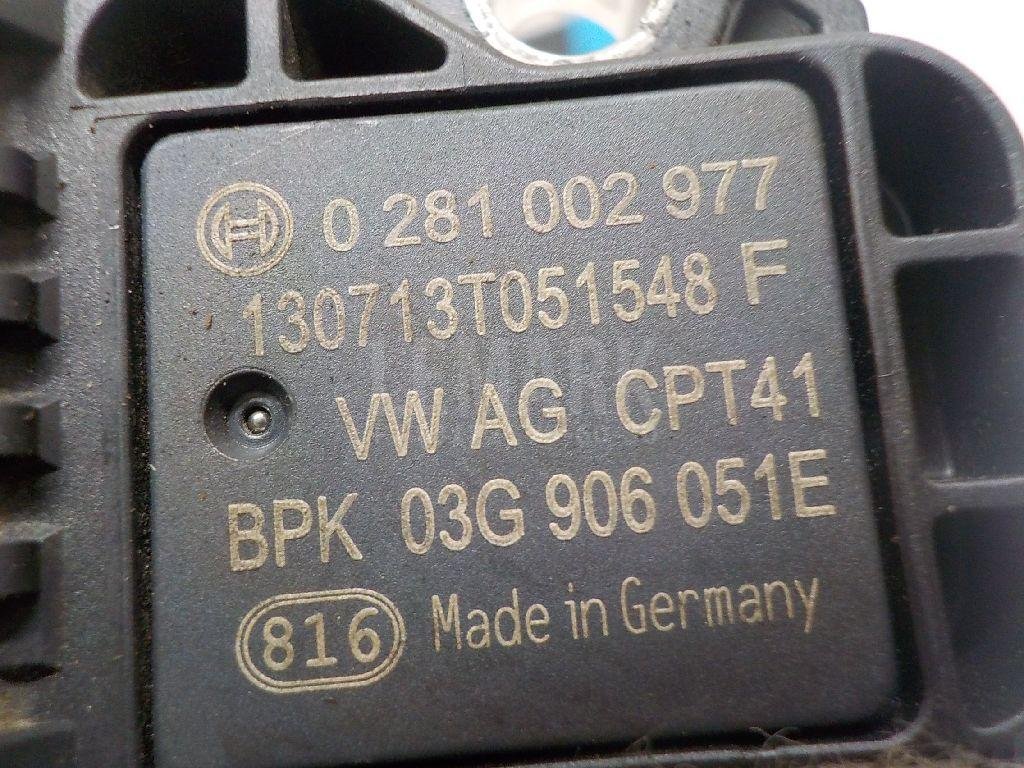 0 281 002 977
130713T051548 F
VW AG CPT41
BPK 03G 906 051E
816 Made in Germany